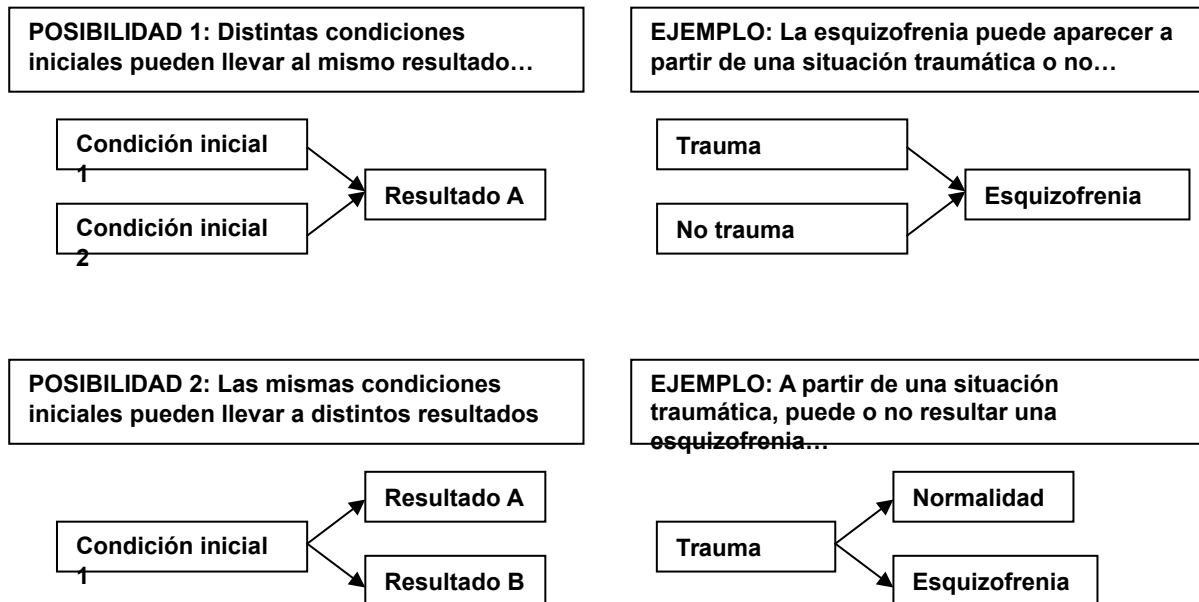 POSIBILIDAD 1: Distintas condiciones
iniciales pueden llevar al mismo resultado…
EJEMPLO: La esquizofrenia puede aparecer a
partir de una situación traumática o no…
Condición inicial
1
Condición inicial
2
Resultado A
Trauma
No trauma
Esquizofrenia
POSIBILIDAD 2: Las mismas condiciones
iniciales pueden llevar a distintos resultados
EJEMPLO: A partir de una situación
traumática, puede o no resultar una
esquizofrenia…
Condición inicial
1
Resultado A
Resultado B
Trauma
Normalidad
Esquizofrenia